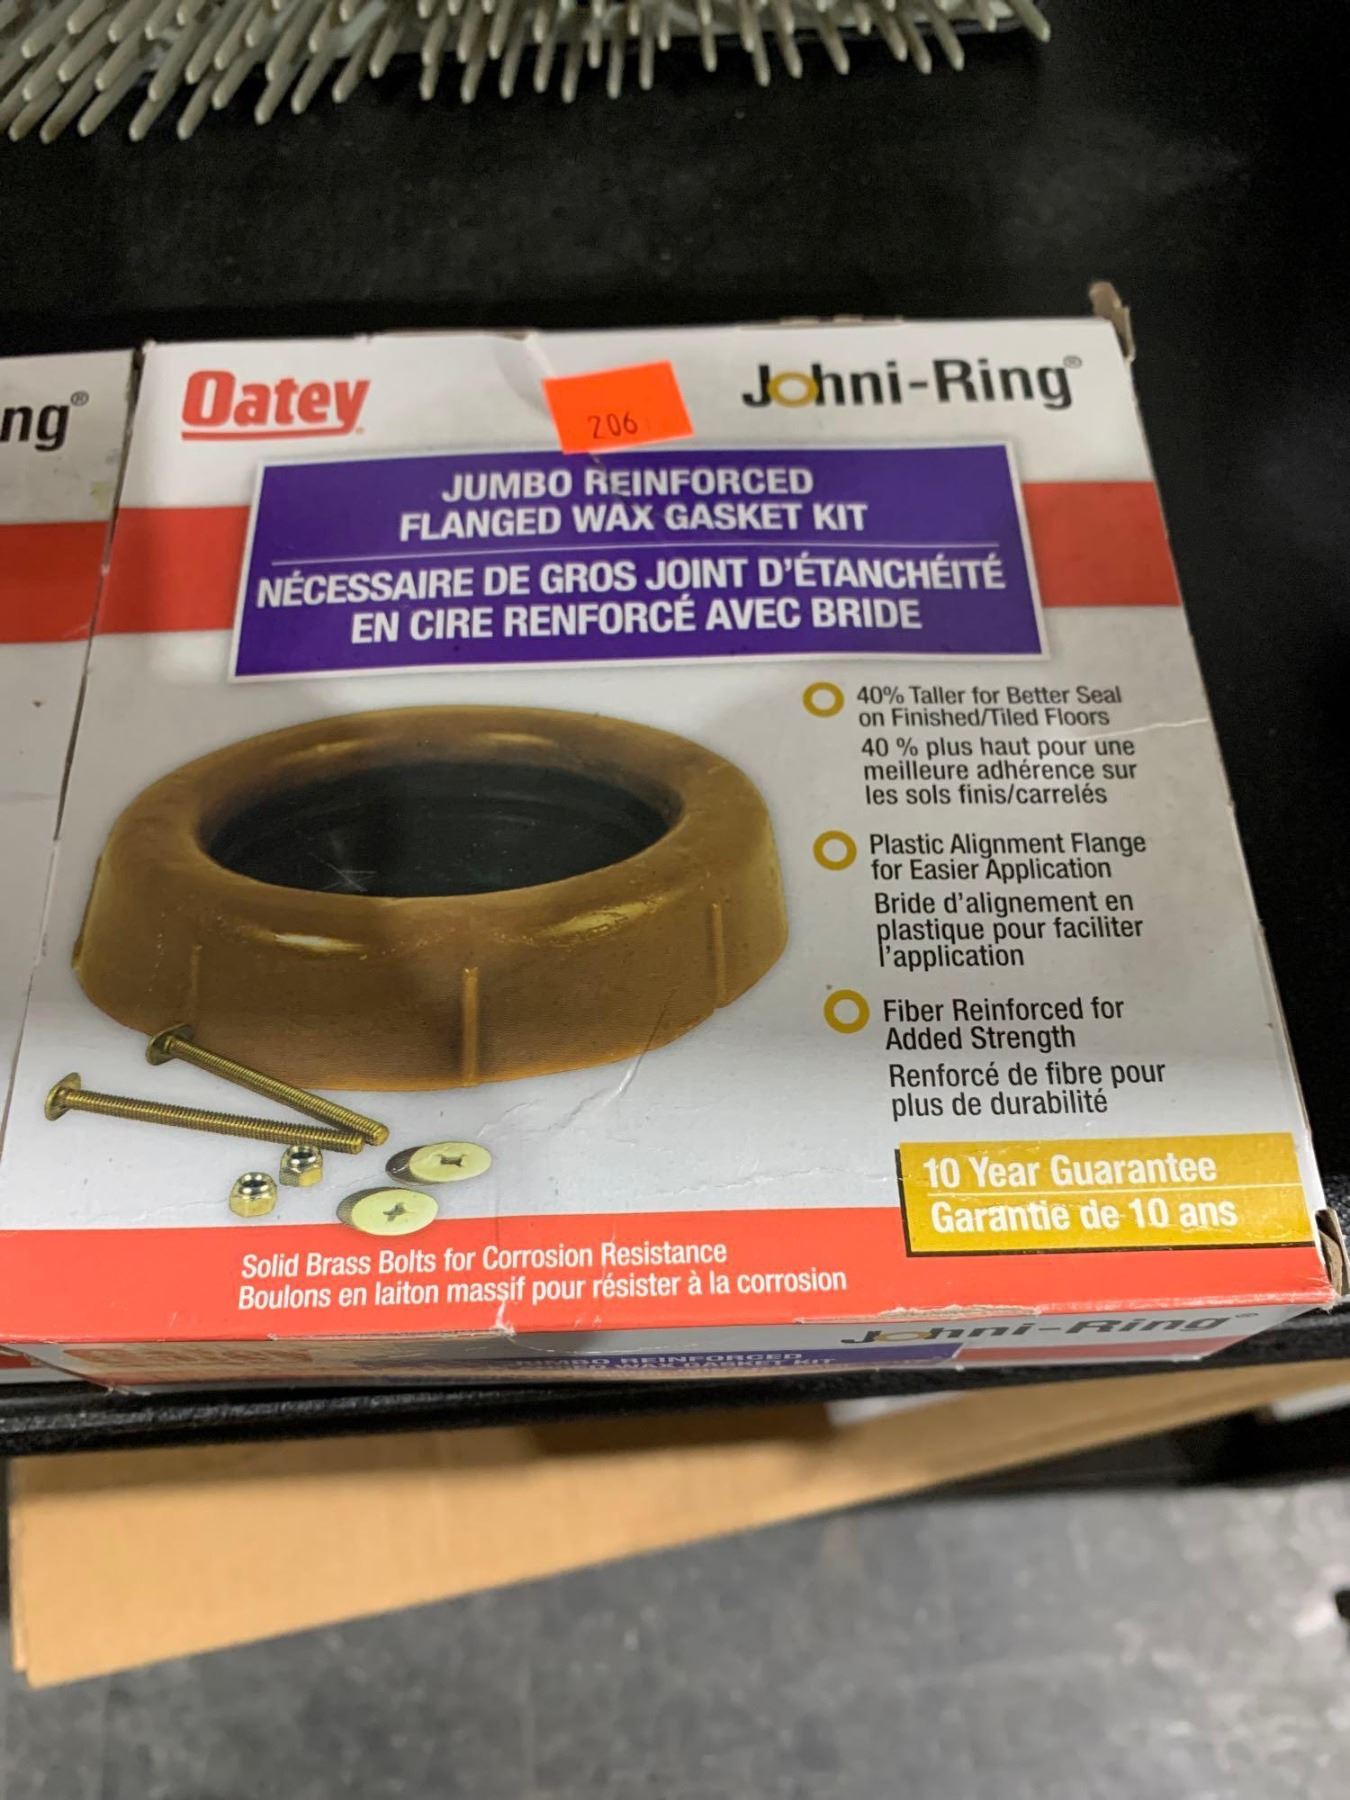 ng®
Oatey
206
Johni-Ring®
JUMBO REINFORCED
FLANGED WAX GASKET KIT
NÉCESSAIRE DE GROS JOINT D'ÉTANCHÉITÉ
EN CIRE RENFORCÉ AVEC BRIDE
40% Taller for Better Seal
on Finished/Tiled Floors
40 % plus haut pour une
meilleure adhérence sur
les sols finis/carrelés
Plastic Alignment Flange
for Easier Application
Bride d'alignement en
plastique pour faciliter
l'application
Fiber Reinforced for
Added Strength
Renforcé de fibre pour
plus de durabilité
10 Year Guarantee
Garantie de 10 ans
Solid Brass Bolts for Corrosion Resistance
Boulons en laiton massif pour résister à la corrosion
Johni-Ring®
JUMBO REINFORCED
WAX GASKET KIT